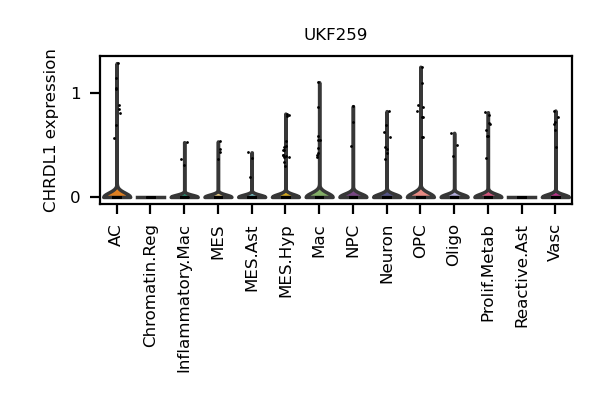 UKF259
CHRDL1 expression
1
0
AC
Chromatin.Reg
Inflammatory.Mac
MES
MES.Ast
MES.Hyp
Mac
NPC
Neuron
OPC
Oligo
Prolif.Metab
Reactive.Ast
Vasc